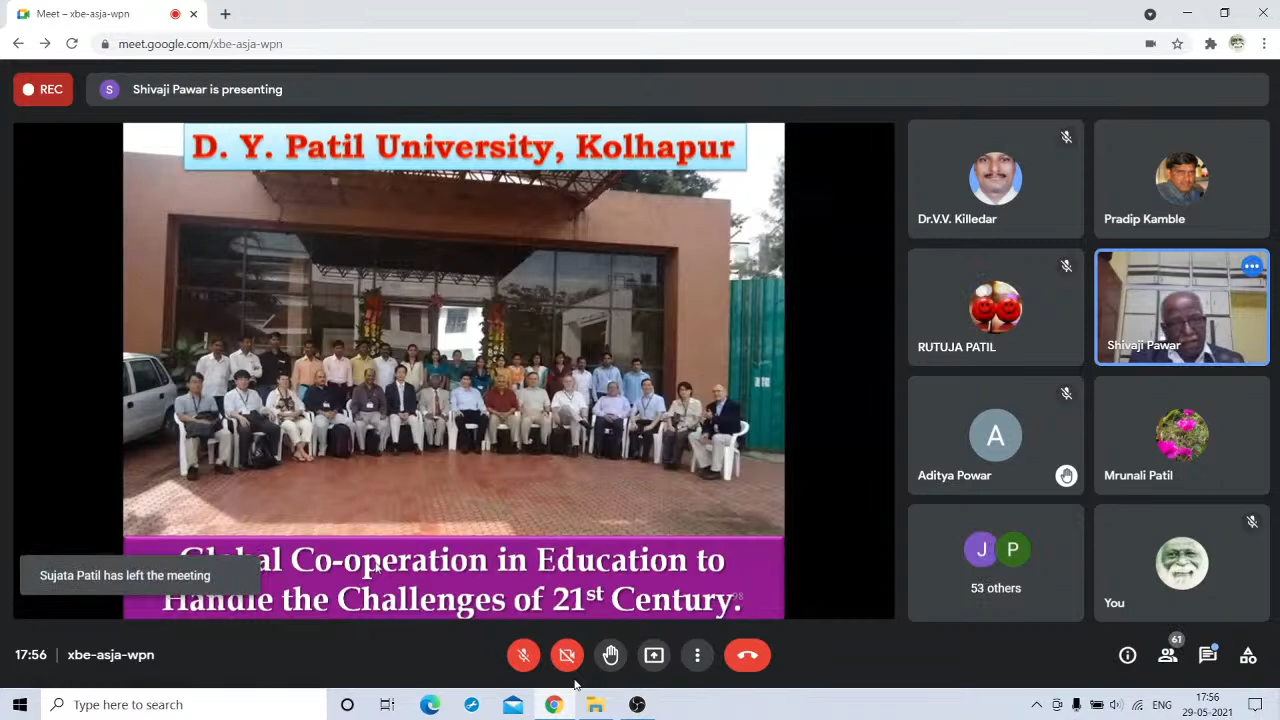 Meet – xbe-asja-wpn
meet.google.com/xbe-asja-wpn
REC
S
Shivaji Pawar is presenting
D. Y. Patil University, Kolhapur
Global Co-operation in Education to
Handle the Challenges of 21st Century.
98
Sujata Patil has left the meeting
Dr.V.V. Killedar
Pradip Kamble
RUTUJA PATIL
Shivaji Pawar
A
Aditya Powar
Mrunali Patil
J P
53 others
You
17:56 | xbe-asja-wpn
61
Type here to search
ENG
17:56
29-05-2021